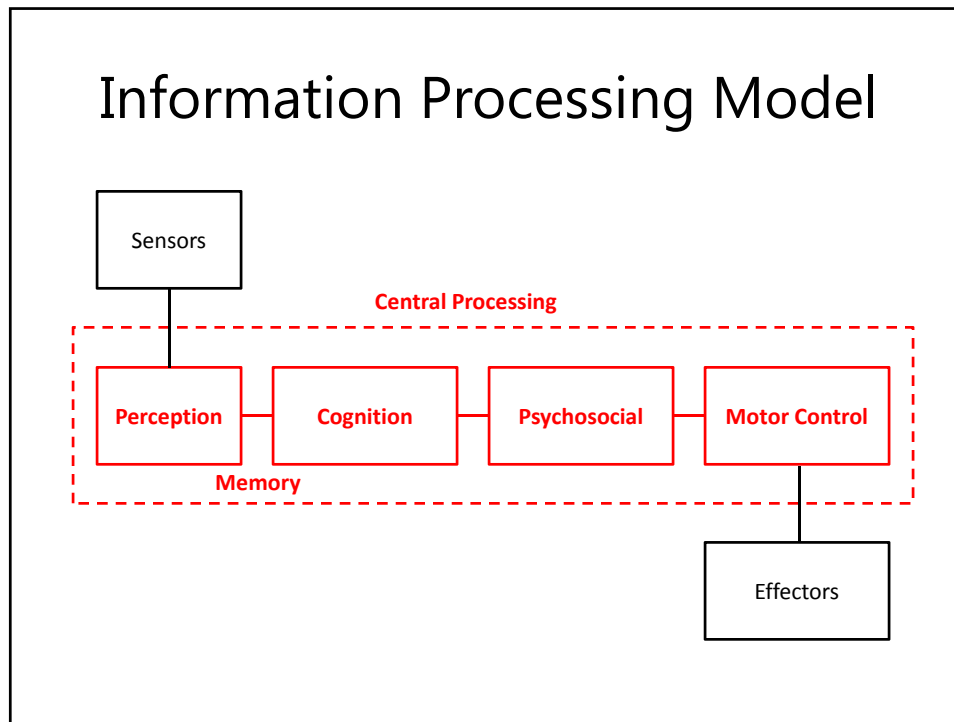 Information Processing Model
Sensors
Central Processing
Perception
Cognition
Psychosocial
Motor Control
Memory
Effectors